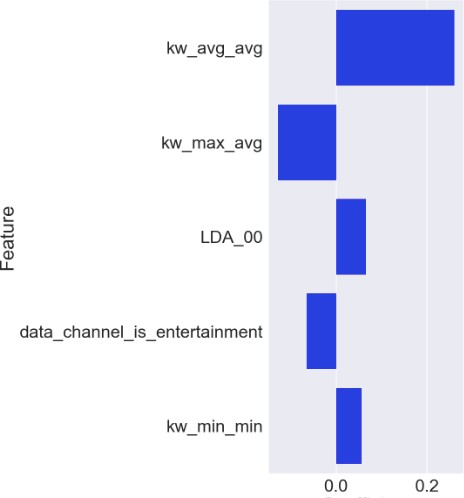 kw_avg_avg
kw_max_avg
LDA_00
data_channel_is_entertainment
kw_min_min
Feature
0.0 0.2